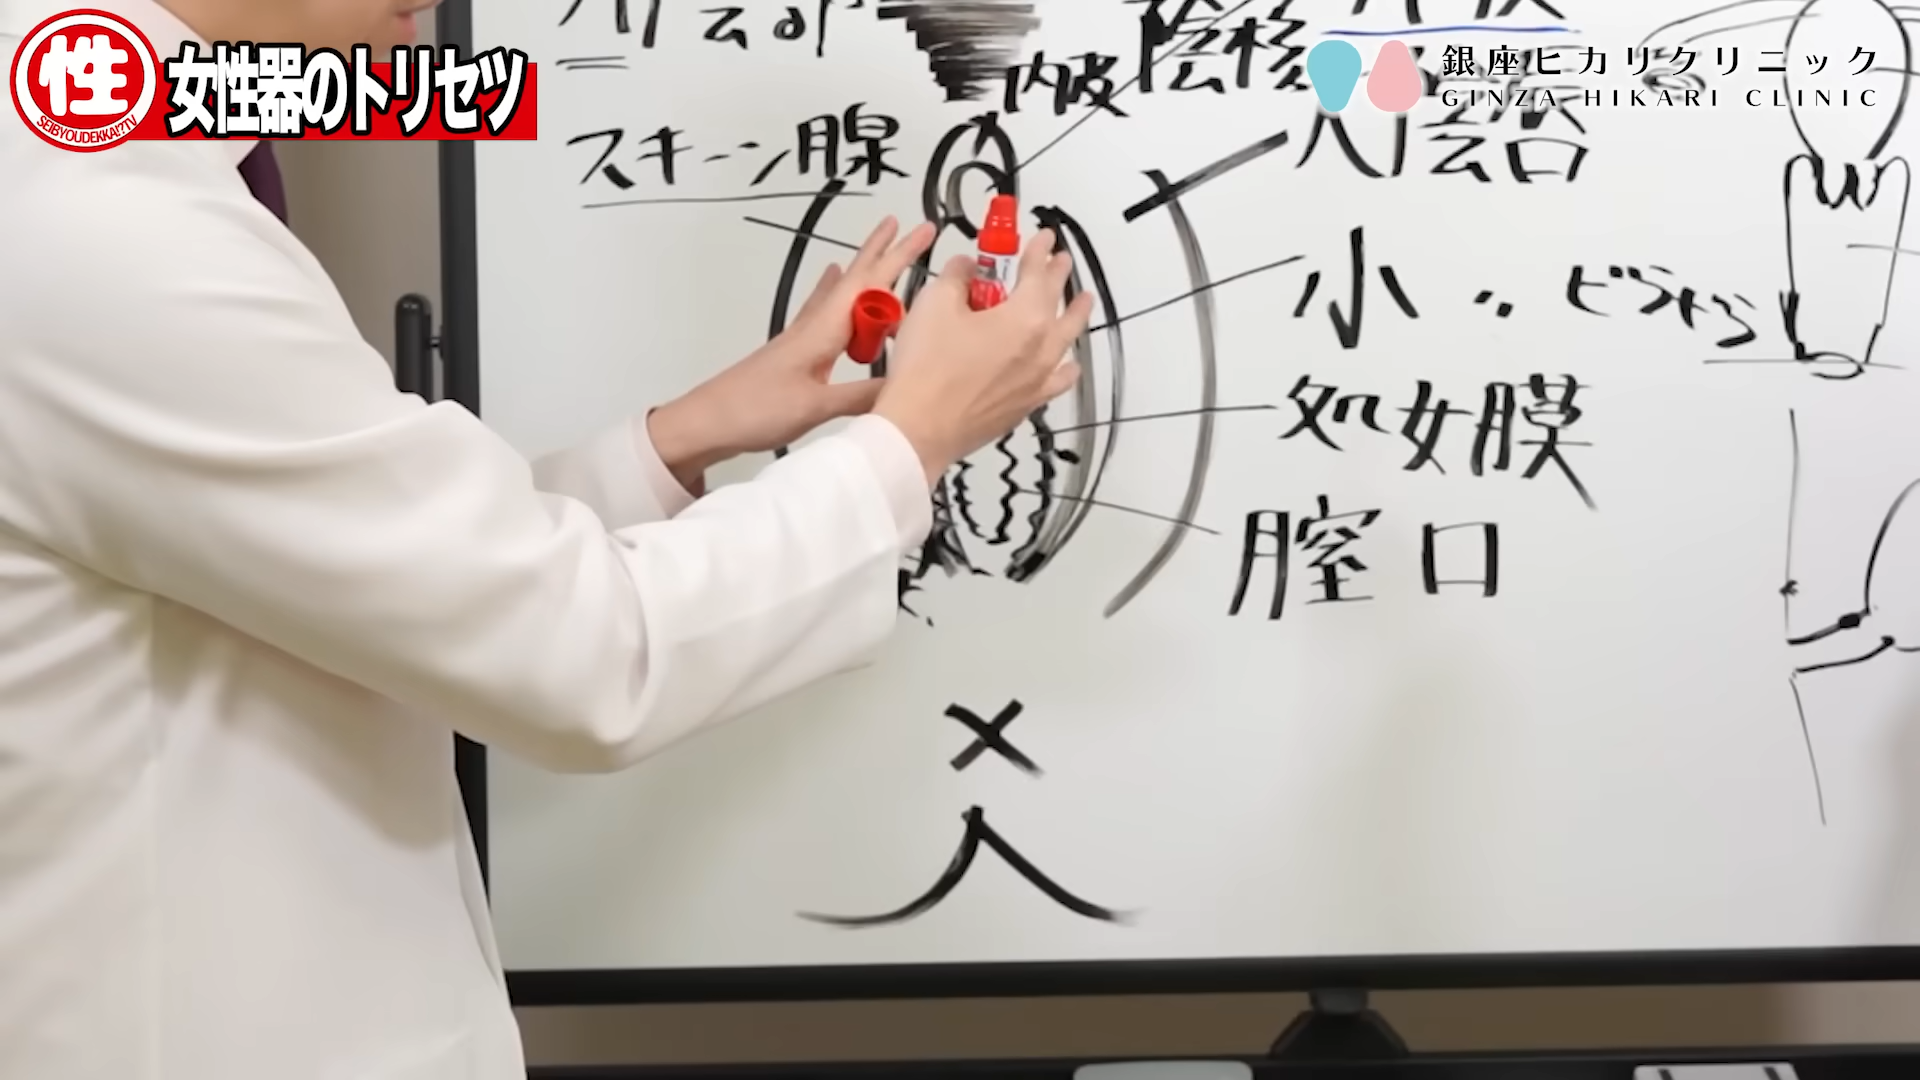 性
SEIBYOUDEKKA!?TV
女性器のトリセツ
銀座ヒカリクリニック
GINZA HIKARI CLINIC
陰核
内皮
スキーン腺
大陰唇
小〃 びらびら
処女膜
膣口